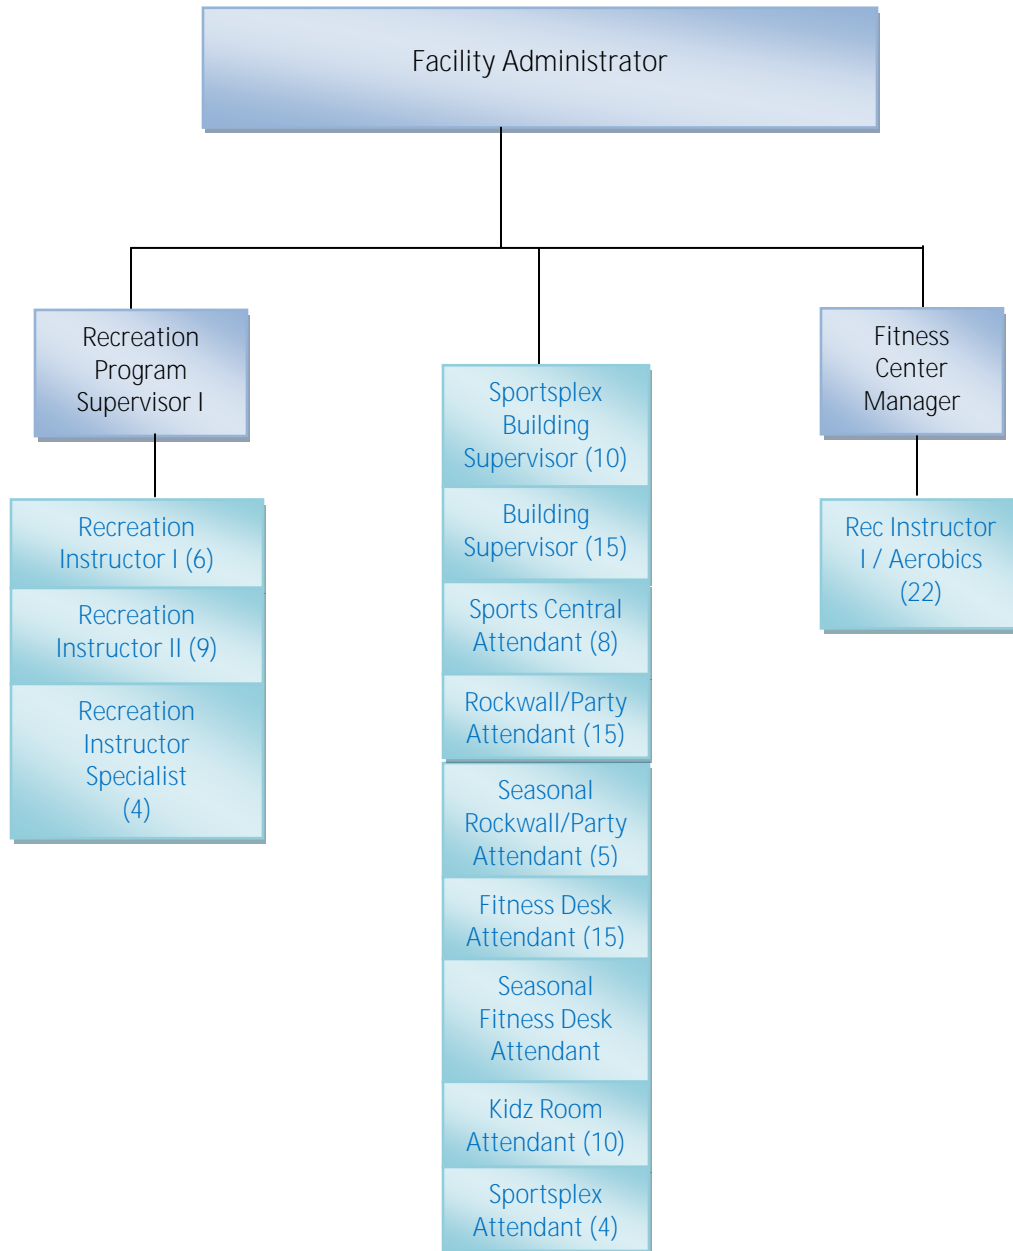 Facility Administrator
Recreation
Program
Supervisor I
Recreation
Instructor I (6)
Recreation
Instructor II (9)
Recreation
Instructor
Specialist
(4)
Sportsplex
Building
Supervisor (10)
Building
Supervisor (15)
Sports Central
Attendant (8)
Rockwall/Party
Attendant (15)
Seasonal
Rockwall/Party
Attendant (5)
Fitness Desk
Attendant (15)
Seasonal
Fitness Desk
Attendant
Kidz Room
Attendant (10)
Sportsplex
Attendant (4)
Fitness
Center
Manager
Rec Instructor
I / Aerobics
(22)